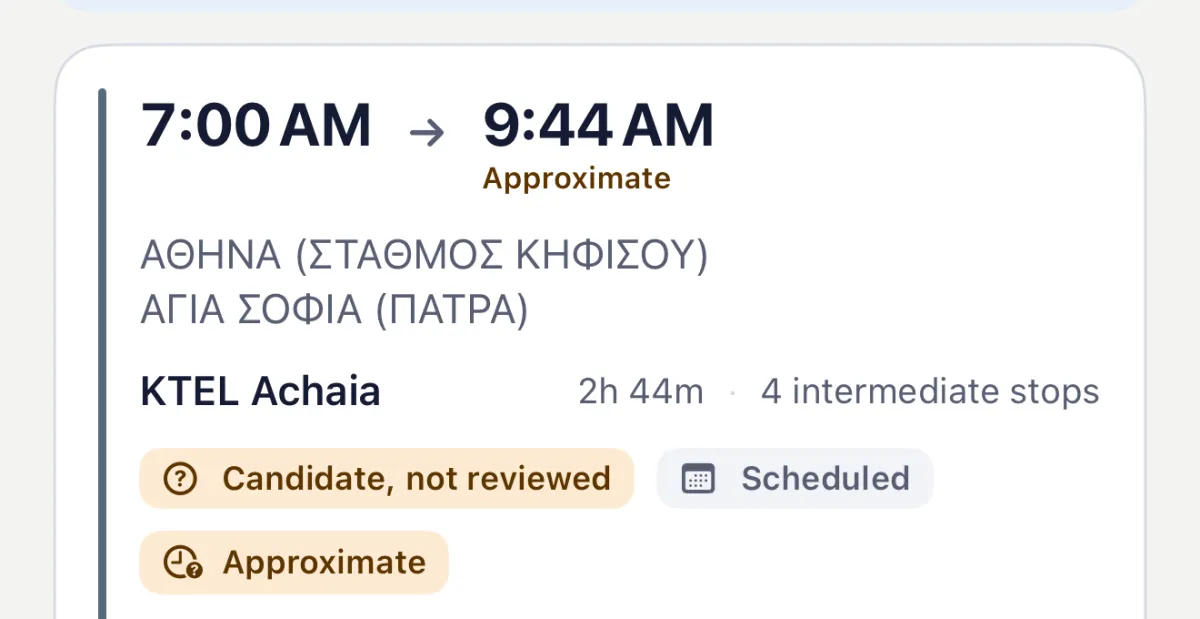 7:00 AM → 9:44 AM
Approximate
ΑΘΗΝΑ (ΣΤΑΘΜΟΣ ΚΗΦΙΣΟΥ)
ΑΓΙΑ ΣΟΦΙΑ (ΠΑΤΡΑ)
KTEL Achaia 2h 44m · 4 intermediate stops
Candidate, not reviewed Scheduled
Approximate